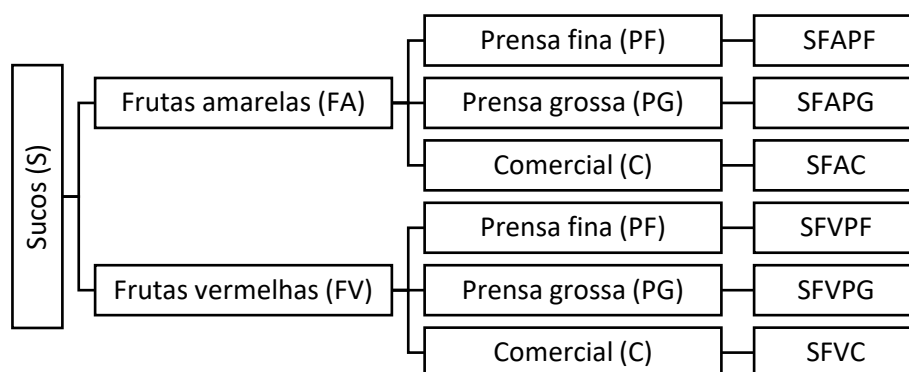 Sucos (S)
Frutas amarelas (FA)
Prensa fina (PF)
SFAPF
Prensa grossa (PG)
SFAPG
Comercial (C)
SFAC
Frutas vermelhas (FV)
Prensa fina (PF)
SFVPF
Prensa grossa (PG)
SFVPG
Comercial (C)
SFVC